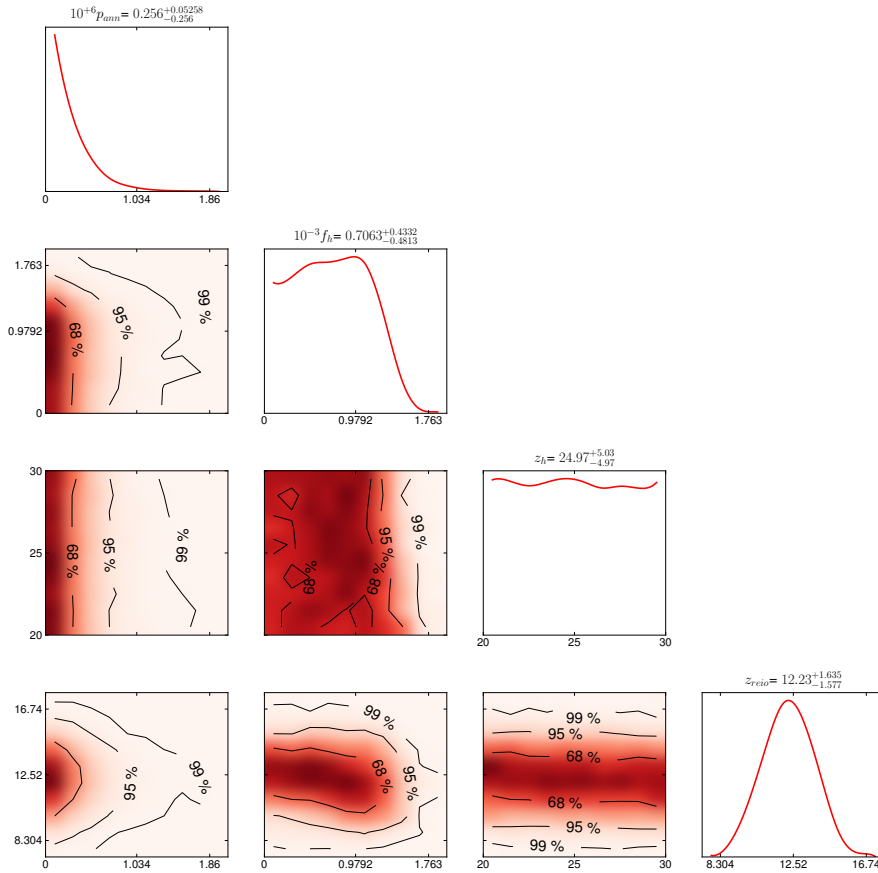 10^{+6}p_{ann}= 0.256^{+0.05258}_{-0.256}
0 1.034 1.86
10^{-3}f_h= 0.7063^{+0.4332}_{-0.4813}
1.763
0.9792
0
68 %
95 %
99 %
0 0.9792 1.763
z_h= 24.97^{+5.03}_{-4.97}
30
25
20
68 %
95 %
99 %
68%
68 %
95 %
99 %
20 25 30
z_{reio}= 12.23^{+1.635}_{-1.577}
16.74
12.52
8.304
95 %
99 %
99 %
68 %
95 %
99 %
95 %
68 %
68 %
95 %
99 %
0 1.034 1.86
0 0.9792 1.763
20 25 30
8.304 12.52 16.74